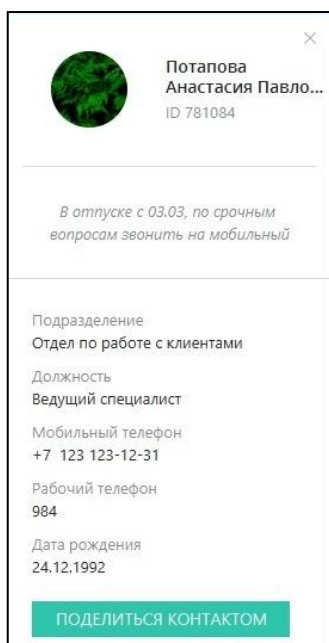 Потапова
Анастасия Павло...
ID 781084
В отпуске с 03.03, по срочным
вопросам звонить на мобильный
Подразделение
Отдел по работе с клиентами
Должность
Ведущий специалист
Мобильный телефон
+7 123 123-12-31
Рабочий телефон
984
Дата рождения
24.12.1992
ПОДЕЛИТЬСЯ КОНТАКТОМ